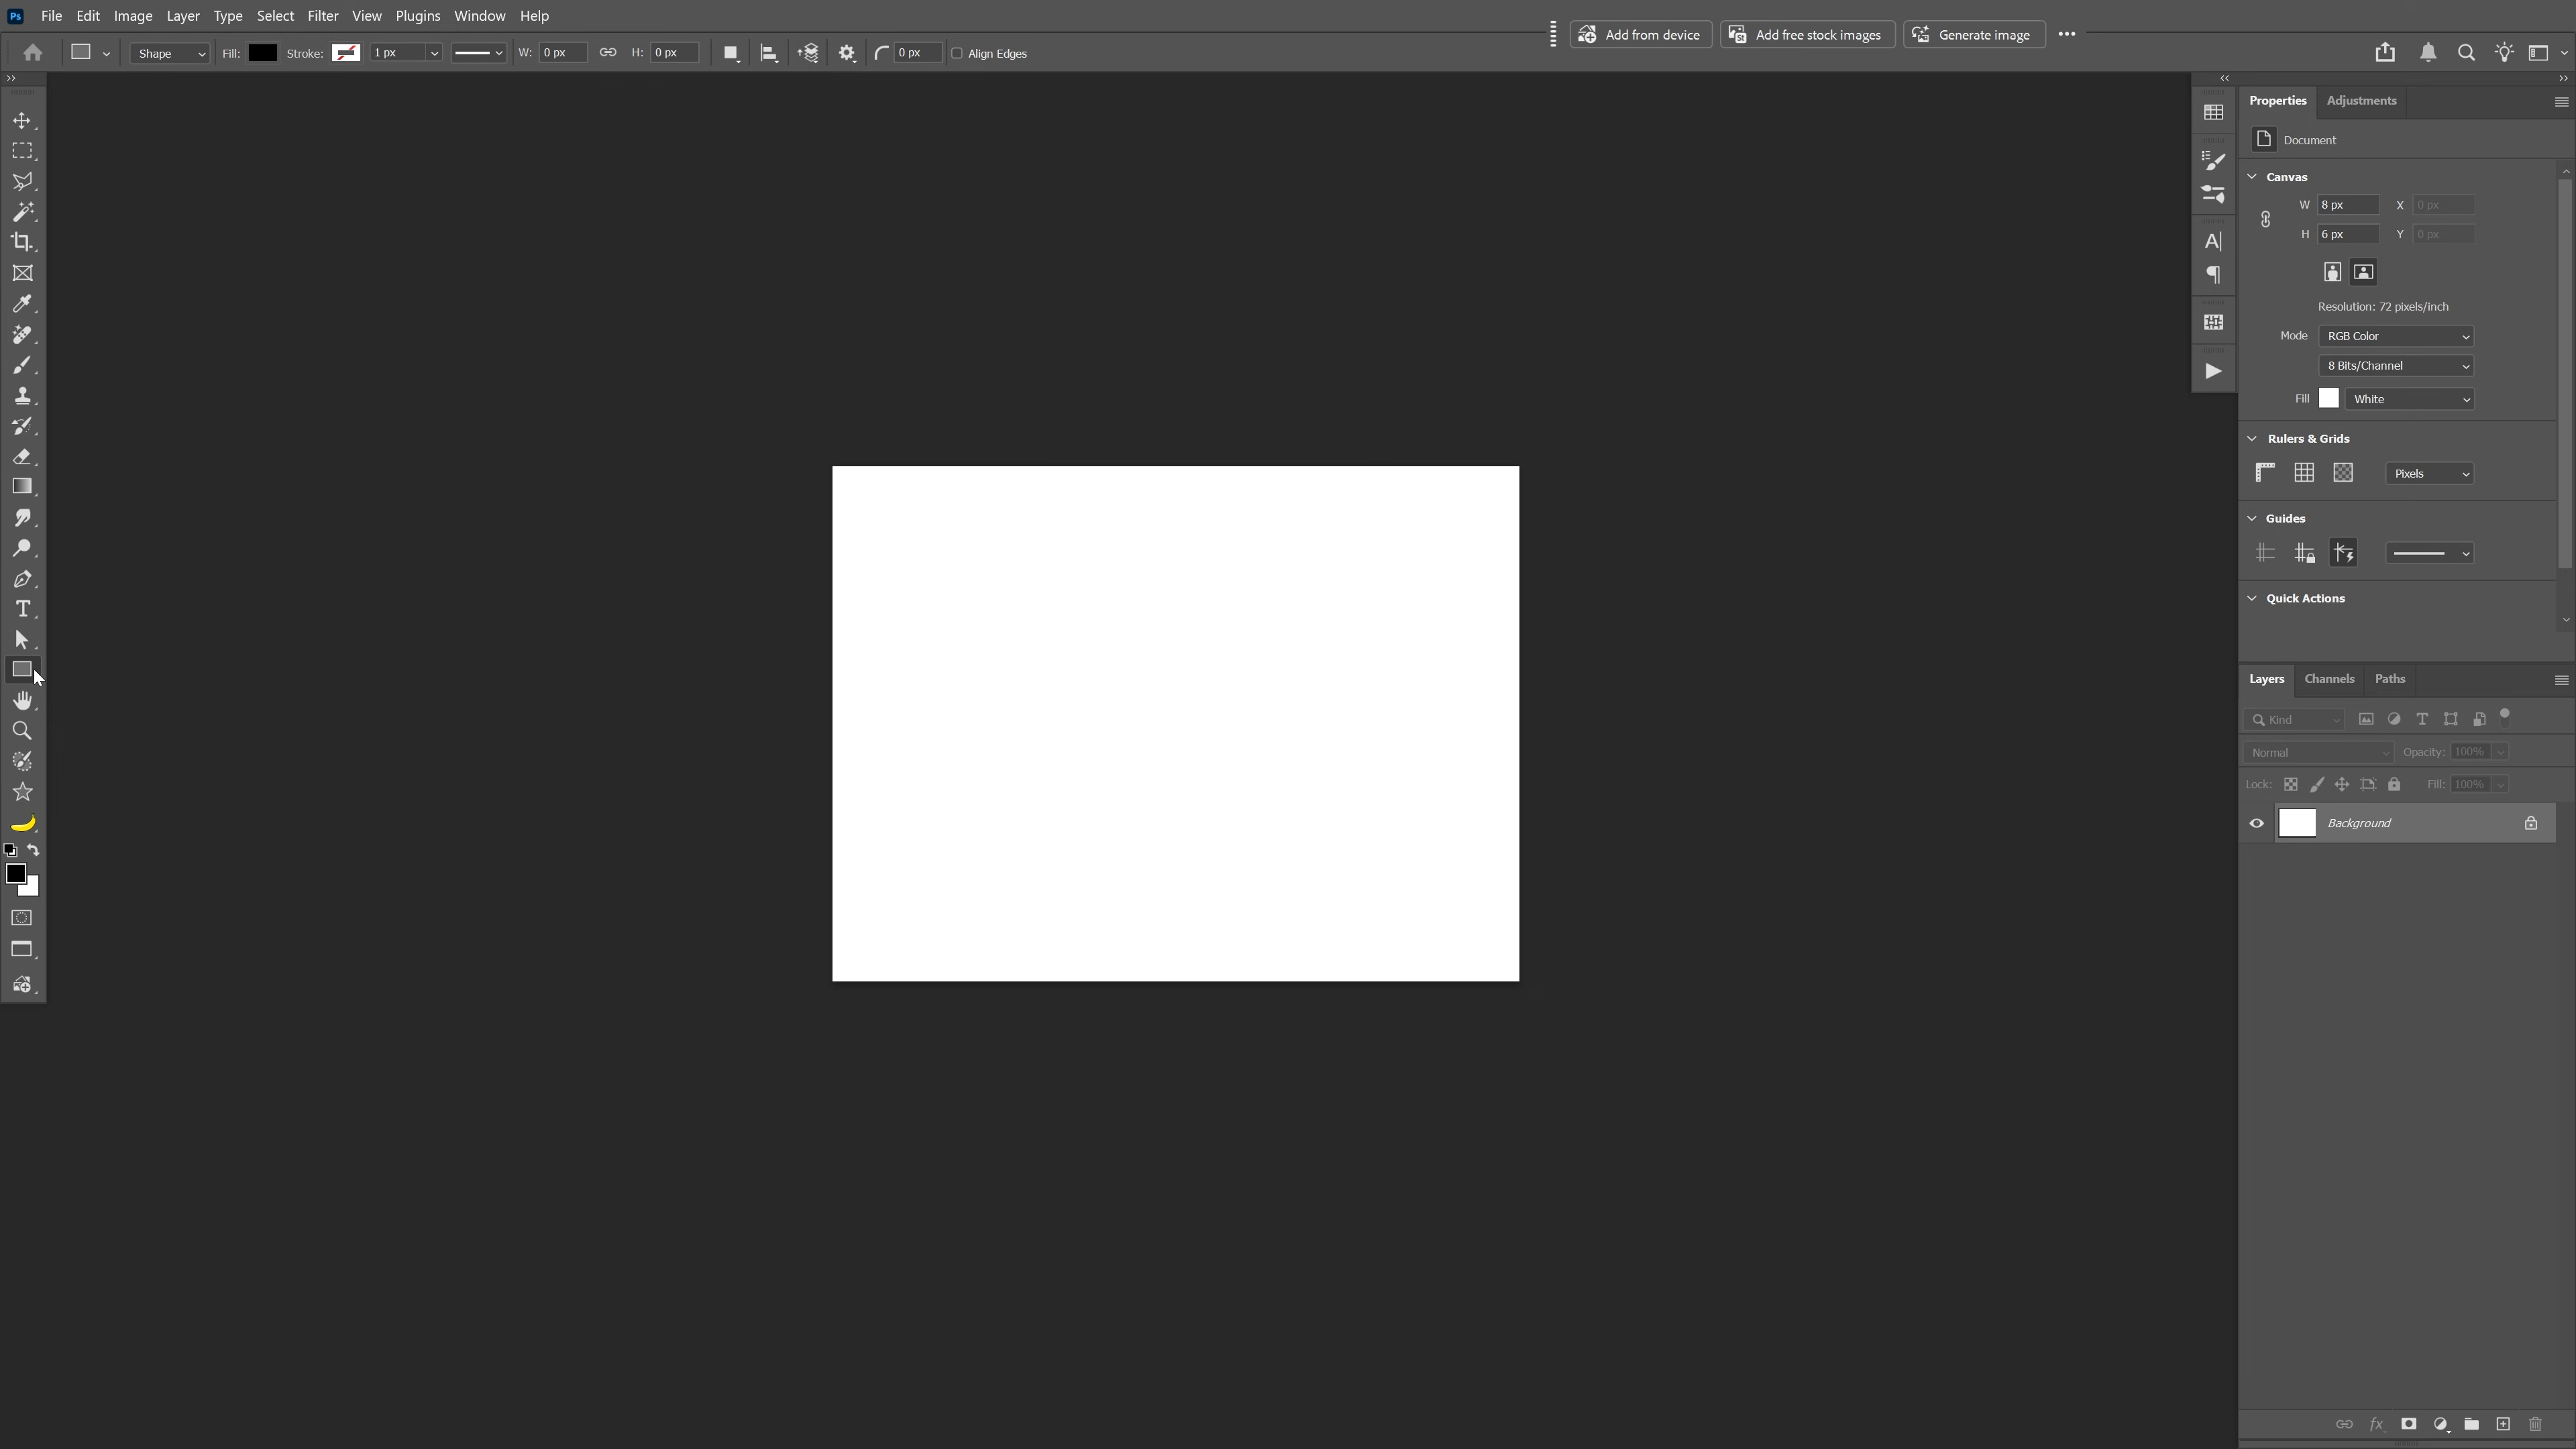 Ps File Edit Image Layer Type Select Filter View Plugins Window Help
Add from device Add free stock images Generate image
Shape Fill: Stroke: 1 px W: 0 px H: 0 px 0 px Align Edges
Properties Adjustments
Document
Canvas
W 8 px X 0 px
H 6 px Y 0 px
Resolution: 72 pixels/inch
Mode RGB Color
8 Bits/Channel
Fill White
Rulers & Grids
Pixels
Guides
Quick Actions
Layers Channels Paths
Kind
Normal Opacity: 100%
Lock: Fill: 100%
Background